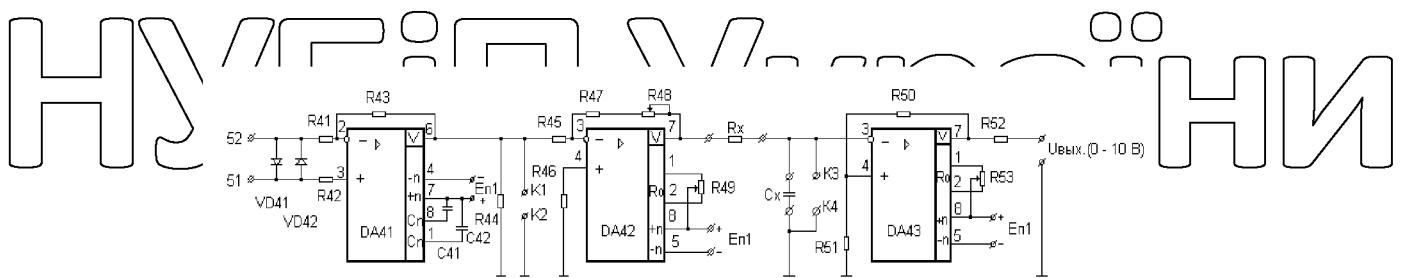 НУБіП України
R43
R47
R48
R50
R41
2
6
R45
3
7
Rx
3
7
R52
52
51
R42
3
VD41
VD42
DA41
-п
+п
Cn
Cn
4
7
8
1
Еп1
C41
C42
R44
K1
K2
R46
4
DA42
Ro
+п
-п
1
2
8
5
R49
Еп1
Cx
K3
K4
4
R51
DA43
Ro
+п
-п
1
2
8
5
R53
Еп1
Uвых.(0 - 10 В)